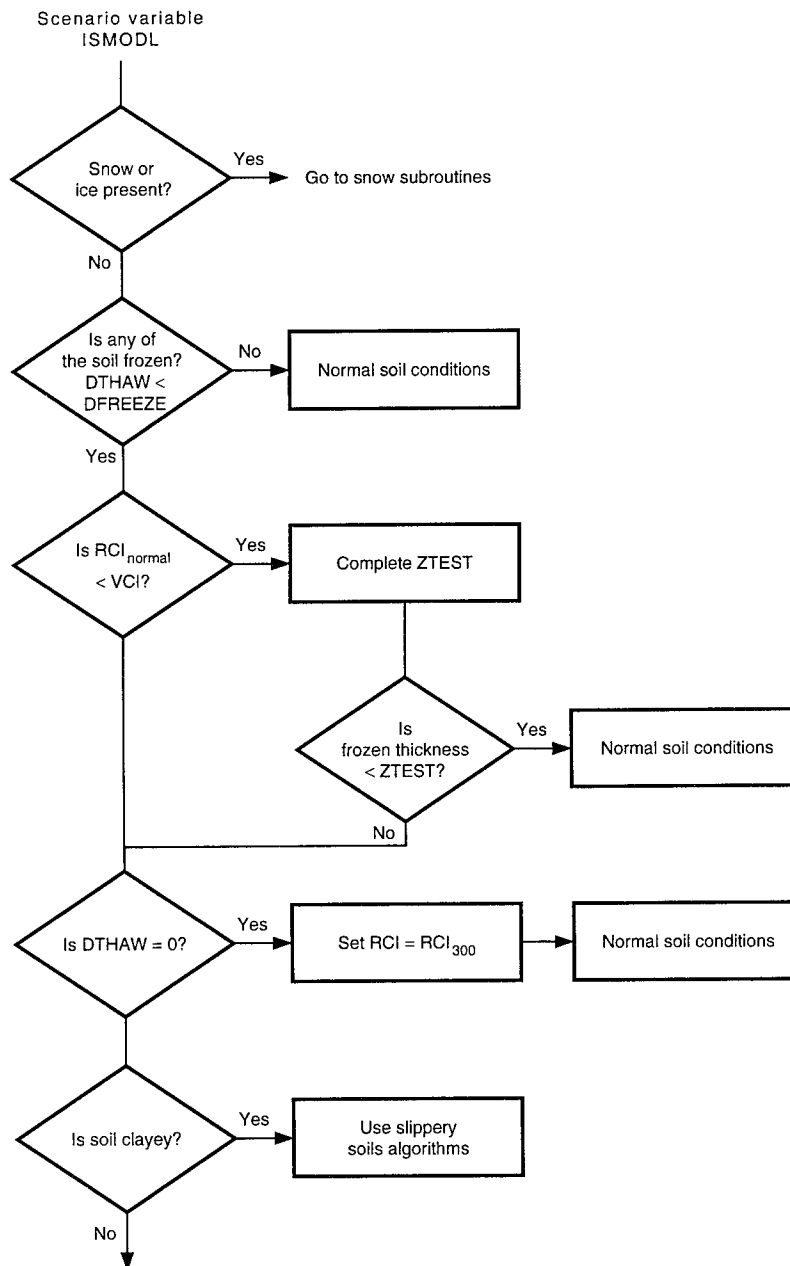 Scenario variable
ISMODL
Snow or
ice present?
Yes
Go to snow subroutines
No
Is any of
the soil frozen?
DTHAW <
DFREEZE
No
Normal soil conditions
Yes
Is RCI normal
< VCI?
Yes
Complete ZTEST
Is
frozen thickness
< ZTEST?
Yes
Normal soil conditions
No
Is DTHAW = 0?
Yes
Set RCI = RCI 300
Normal soil conditions
Is soil clayey?
Yes
Use slippery
soils algorithms
No